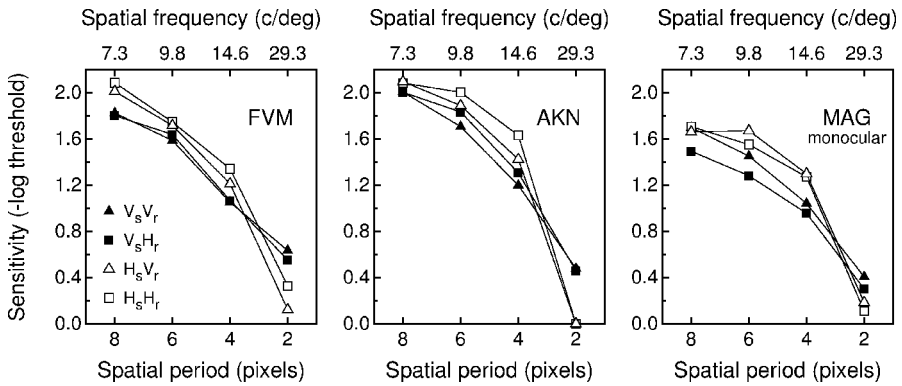 Spatial frequency (c/deg) Spatial frequency (c/deg) Spatial frequency (c/deg)
7.3 9.8 14.6 29.3 7.3 9.8 14.6 29.3 7.3 9.8 14.6 29.3
Sensitivity (-log threshold)
2.0 2.0 2.0
FVM AKN MAG
monocular
1.6 1.6 1.6
1.2 1.2 1.2
VsVr
0.8 0.8 0.8
VsHr
HsVr
0.4 0.4 0.4
HsHr
0.0 0.0 0.0
8 6 4 2 8 6 4 2 8 6 4 2
Spatial period (pixels) Spatial period (pixels) Spatial period (pixels)